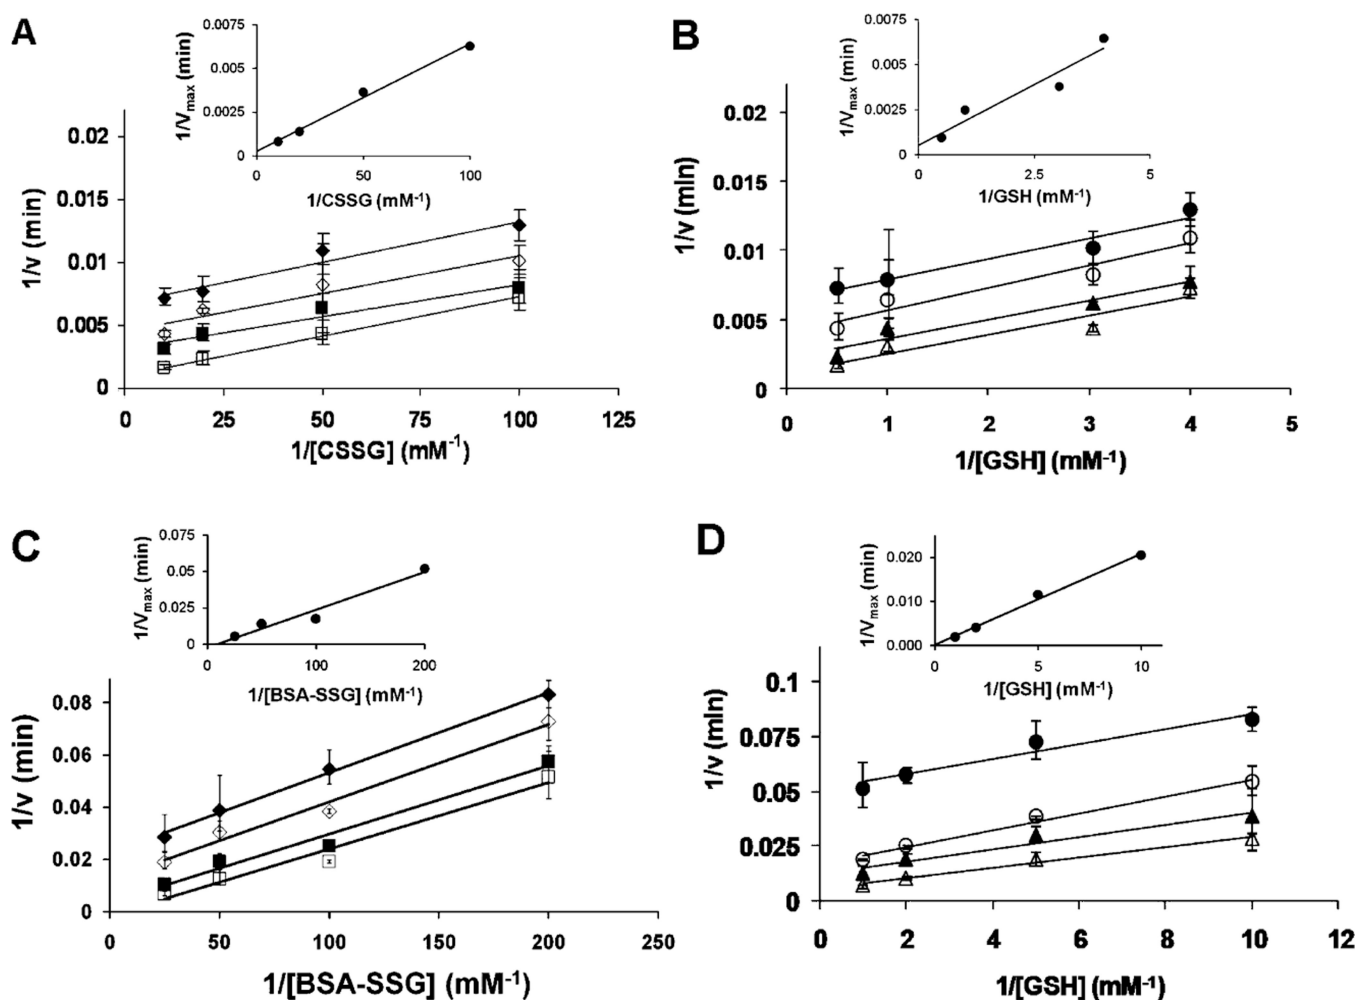 A
1/Vmax (min)
0.0075
0.005
0.0025
0
0 50 100
1/CSSG (mM-1)
1/v (min)
0.02
0.015
0.01
0.005
0
0 25 50 75 100 125
1/[CSSG] (mM-1)
B
1/Vmax (min)
0.0075
0.005
0.0025
0
0 2.5 5
1/GSH (mM-1)
1/v (min)
0.02
0.015
0.01
0.005
0
0 1 2 3 4 5
1/[GSH] (mM-1)
C
1/Vmax (min)
0.075
0.05
0.025
0
0 100 200
1/[BSA-SSG] (mM-1)
1/v (min)
0.08
0.06
0.04
0.02
0
0 50 100 150 200 250
1/[BSA-SSG] (mM-1)
D
1/Vmax (min)
0.020
0.010
0.000
0 5 10
1/[GSH] (mM-1)
1/v (min)
0.1
0.075
0.05
0.025
0
0 2 4 6 8 10 12
1/[GSH] (mM-1)